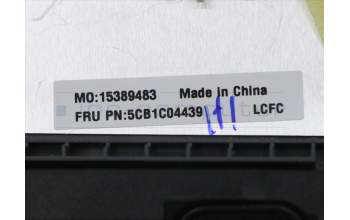 MO:15389483 Made in China
FRU PN:5CB1C04439 LCFC